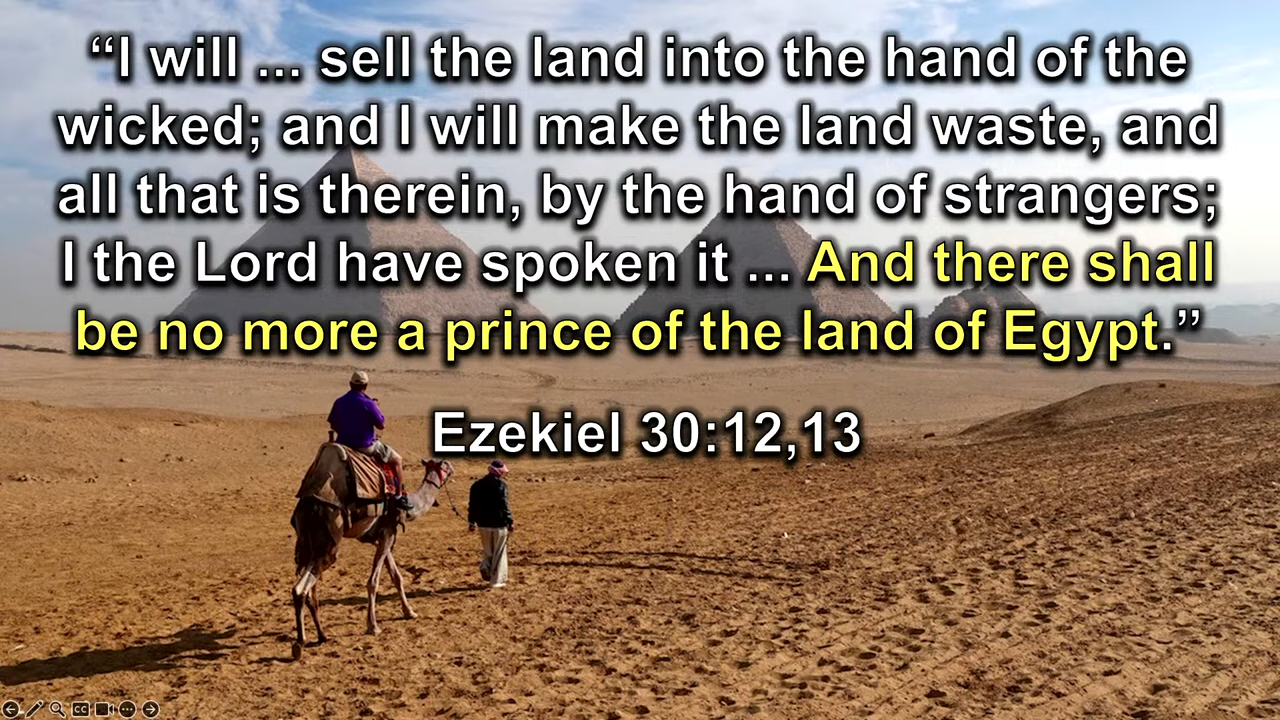 “I will ... sell the land into the hand of the
wicked; and I will make the land waste, and
all that is therein, by the hand of strangers;
I the Lord have spoken it ... And there shall
be no more a prince of the land of Egypt.”
Ezekiel 30:12,13
CC